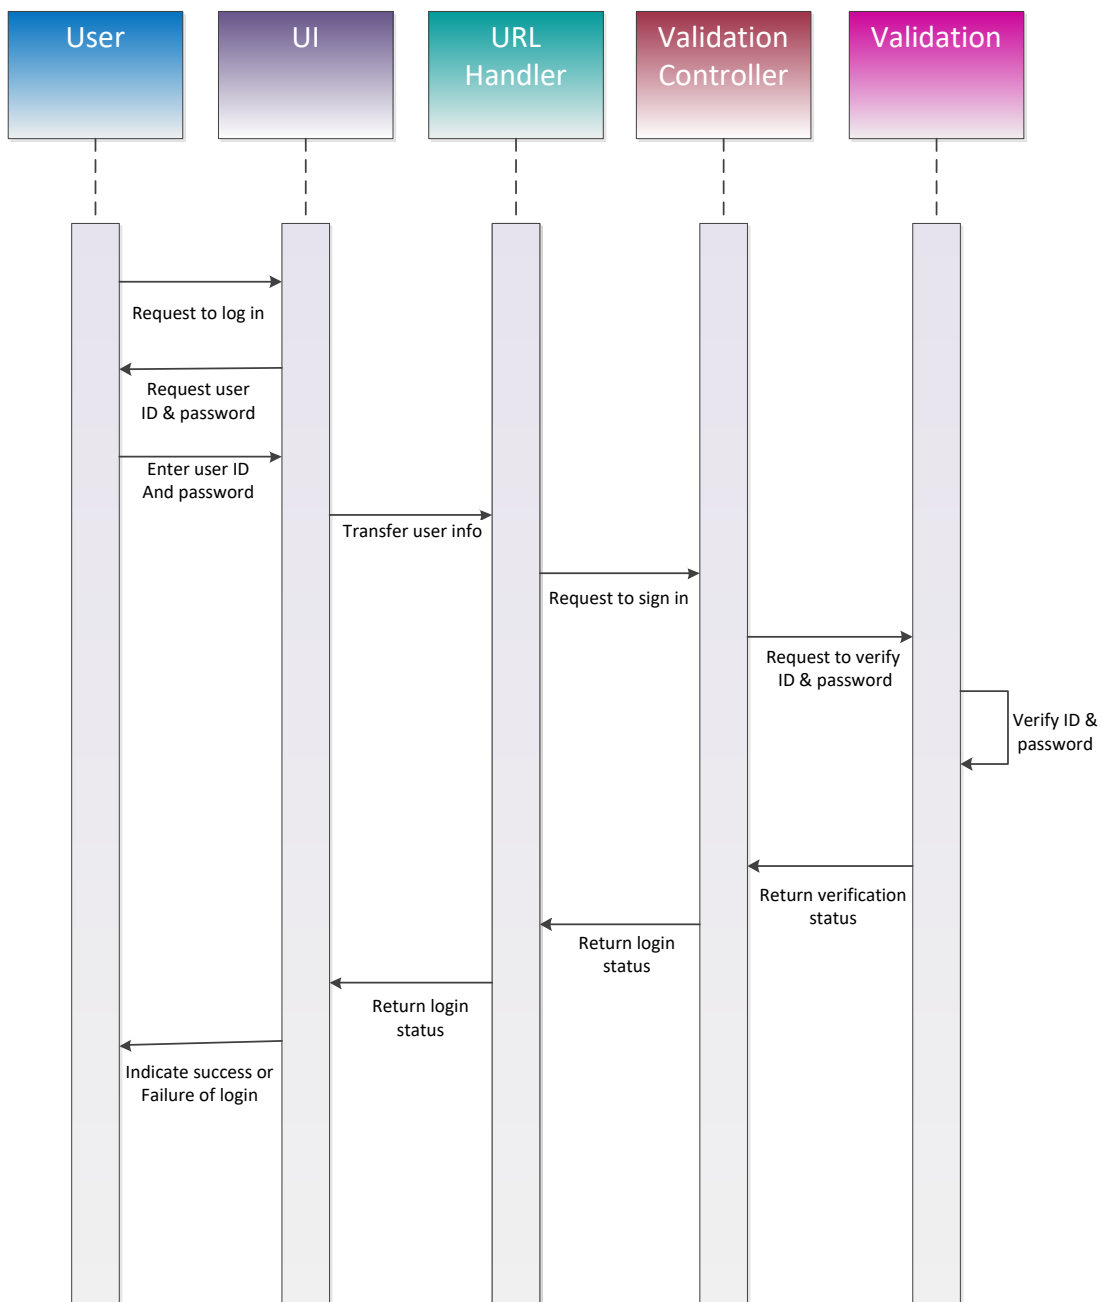 User
UI
URL
Handler
Validation
Controller
Validation
Request to log in
Request user
ID & password
Enter user ID
And password
Transfer user info
Request to sign in
Request to verify
ID & password
Verify ID &
password
Return verification
status
Return login
status
Return login
status
Indicate success or
Failure of login